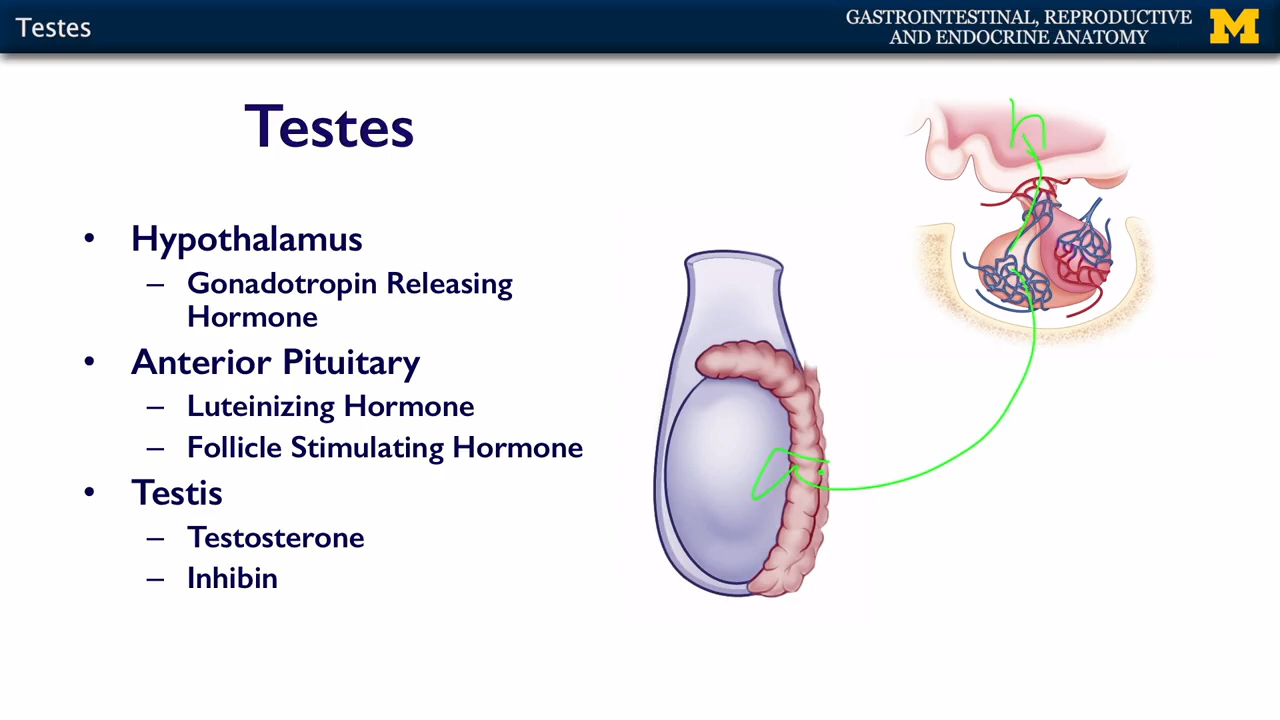 Testes
GASTROINTESTINAL, REPRODUCTIVE
AND ENDOCRINE ANATOMY
M
Testes
• Hypothalamus
– Gonadotropin Releasing
Hormone
• Anterior Pituitary
– Luteinizing Hormone
– Follicle Stimulating Hormone
• Testis
– Testosterone
– Inhibin
h